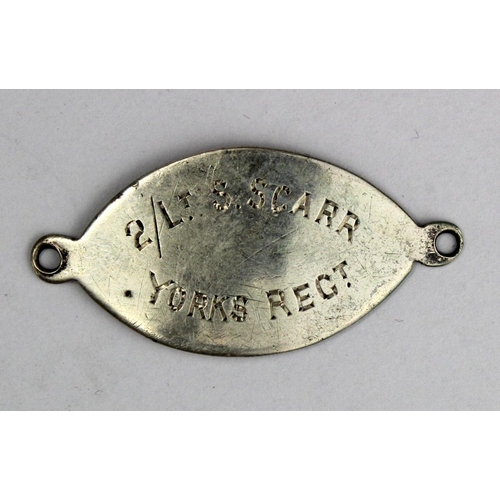 2/LT S. SCARR
YORKS REGT.